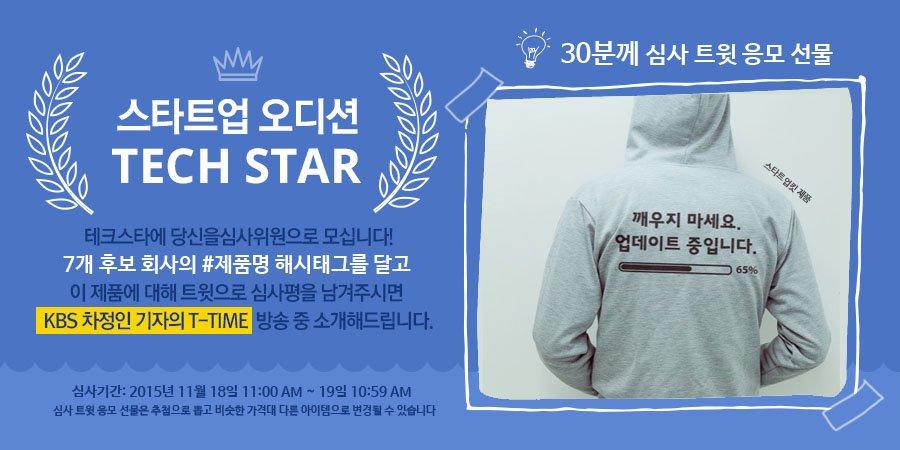 스타트업 오디션
TECH STAR
테크스타에 당신을심사위원으로 모십니다!
7개 후보 회사의 #제품명 해시태그를 달고
이 제품에 대해 트윗으로 심사평을 남겨주시면
KBS 차정인 기자의 T-TIME 방송 중 소개해드립니다.
심사기간: 2015년 11월 18일 11:00 AM ~ 19일 10:59 AM
심사 트윗 응모 선물은 추첨으로 뽑고 비슷한 가격대 다른 아이템으로 변경될 수 있습니다
30분께 심사 트윗 응모 선물
스타트업킷 제품
깨우지 마세요.
업데이트 중입니다.
65%